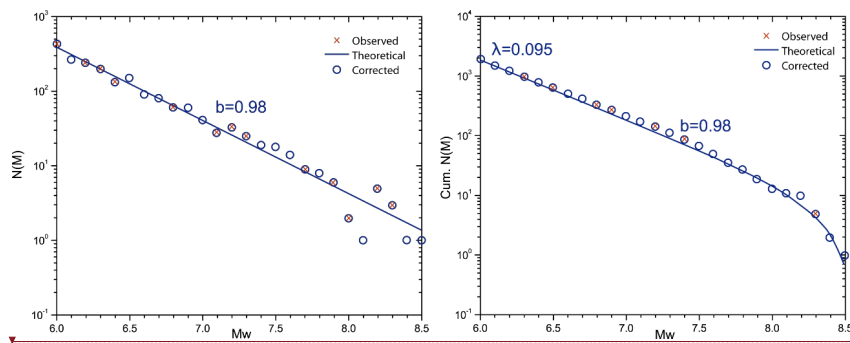 10³
10²
10¹
10⁰
10⁻¹
N(M)
6.0 6.5 7.0 7.5 8.0 8.5
Mw
× Observed
Theoretical
Corrected
b=0.98
10⁴
10³
10²
10¹
10⁰
10⁻¹
Cum. N(M)
6.0 6.5 7.0 7.5 8.0 8.5
Mw
λ=0.095
× Observed
Theoretical
Corrected
b=0.98